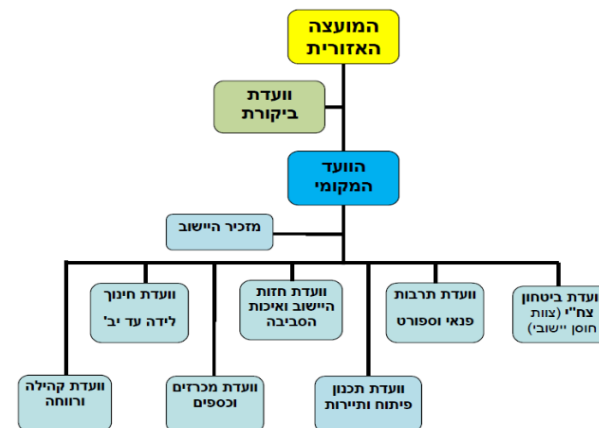 המועצה
האזורית
וועדת
ביקורת
הוועד
המקומי
מזכיר היישוב
וועדת ביטחון
צח"י (צוות
חוסן יישובי)
וועדת תרבות
פנאי וספורט
וועדת חזות
היישוב ואיכות
הסביבה
וועדת חינוך
לידה עד יב'
וועדת תכנון
פיתוח ותיירות
וועדת מכרזים
וכספים
וועדת קהילה
ורווחה